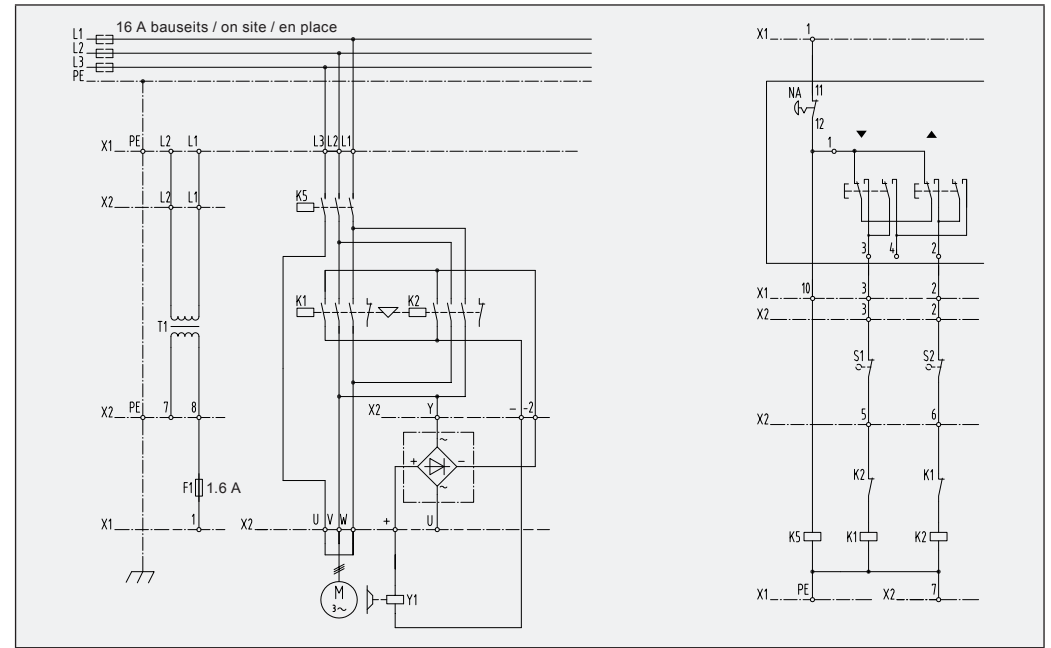 16 A bauseits / on site / en place
L1
L2
L3
PE
X1 PE L2 L1 L3 L2 L1
X2 L2 L1
K5
K1 K2
T1
X2 PE 7 8 X2 Y - -2
~
+ -
~
F1 1.6 A
X1 1 X2 U V W + U
M
3~
Y1
X1 1
NA 11
12
1
3 4 2
X1 10 3 2
X2 3 2
S1 S2
X2 5 6
K2 K1
K5 K1 K2
X1 PE X2 7